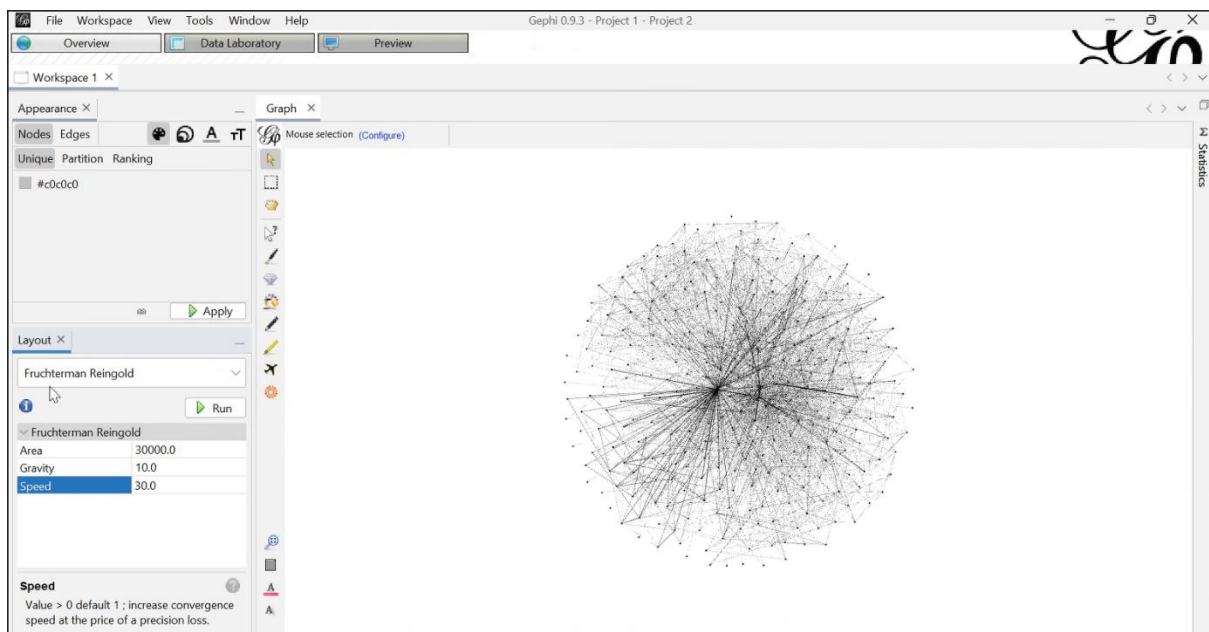 File Workspace View Tools Window Help
Gephi 0.9.3 - Project 1 - Project 2
Overview
Data Laboratory
Preview
Workspace 1
Appearance
Graph
Nodes Edges
A
TT
Mouse selection (Configure)
Unique Partition Ranking
#c0c0c0
Apply
Layout
Fruchterman Reingold
Run
Fruchterman Reingold
Area 30000.0
Gravity 10.0
Speed 30.0
Speed
Value > 0 default 1 ; increase convergence
speed at the price of a precision loss.
A
A
Σ Statistics